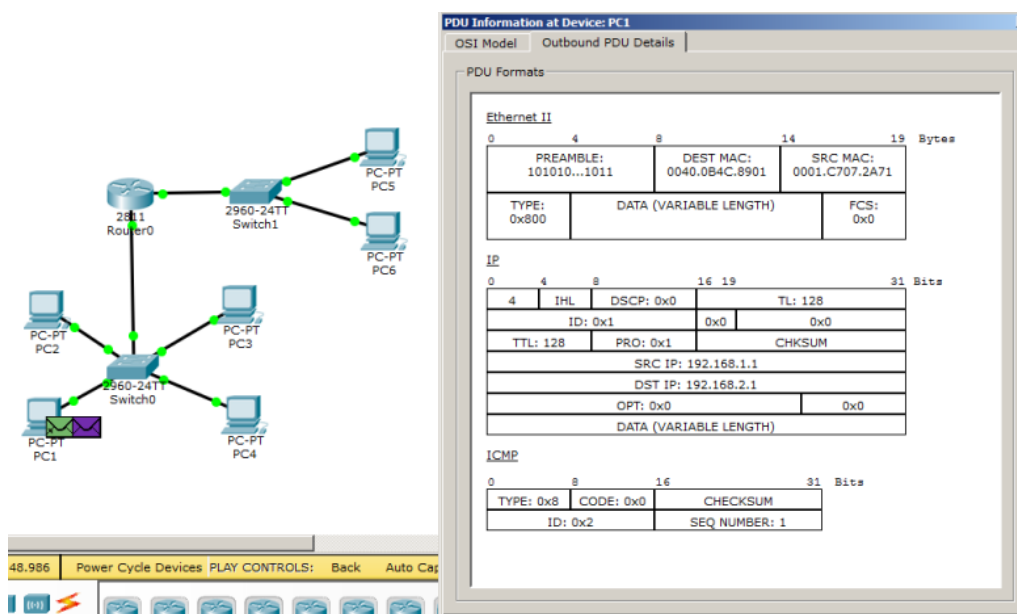 PDU Information at Device: PC1
OSI Model
Outbound PDU Details
PDU Formats
Ethernet II
0 4 8 14 19 Bytes
PREAMBLE: 101010...1011
DEST MAC: 0040.0B4C.8901
SRC MAC: 0001.C707.2A71
TYPE: 0x800
DATA (VARIABLE LENGTH)
FCS: 0x0
IP
0 4 8 16 19 31 Bits
4 IHL DSCP: 0x0 TL: 128
ID: 0x1 0x0 0x0
TTL: 128 PRO: 0x1 CHKSUM
SRC IP: 192.168.1.1
DST IP: 192.168.2.1
OPT: 0x0 0x0
DATA (VARIABLE LENGTH)
ICMP
0 8 16 31 Bits
TYPE: 0x8 CODE: 0x0 CHECKSUM
ID: 0x2 SEQ NUMBER: 1
PC-PT
PC5
2811
Router0
2960-24TT
Switch1
PC-PT
PC6
PC-PT
PC2
PC-PT
PC3
2960-24TT
Switch0
PC-PT
PC1
PC-PT
PC4
48.986 Power Cycle Devices PLAY CONTROLS: Back Auto Cap